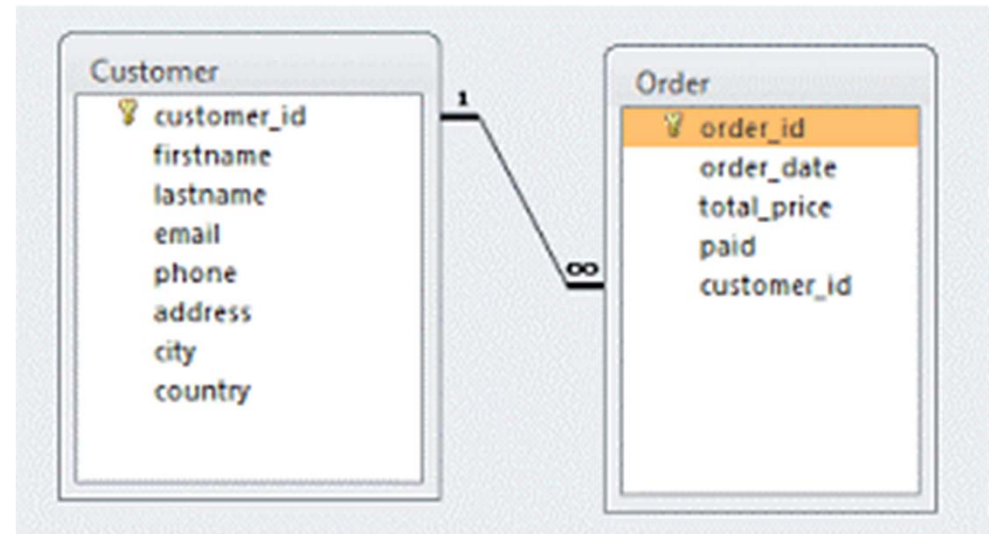 Customer
customer_id
firstname
lastname
email
phone
address
city
country
1
∞
Order
order_id
order_date
total_price
paid
customer_id